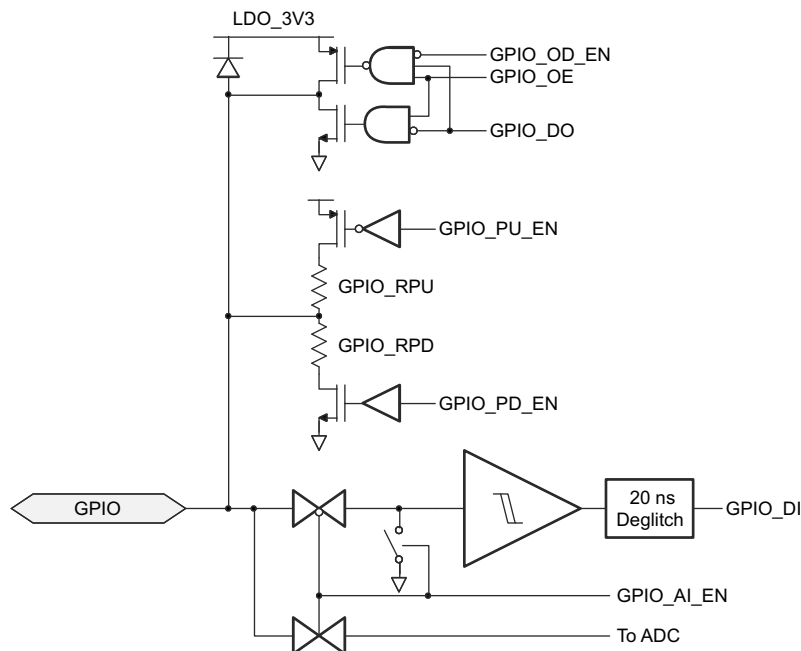 LDO_3V3
GPIO_OD_EN
GPIO_OE
GPIO_DO
GPIO_PU_EN
GPIO_RPU
GPIO_RPD
GPIO_PD_EN
GPIO
20 ns
Deglitch
GPIO_DI
GPIO_AI_EN
To ADC